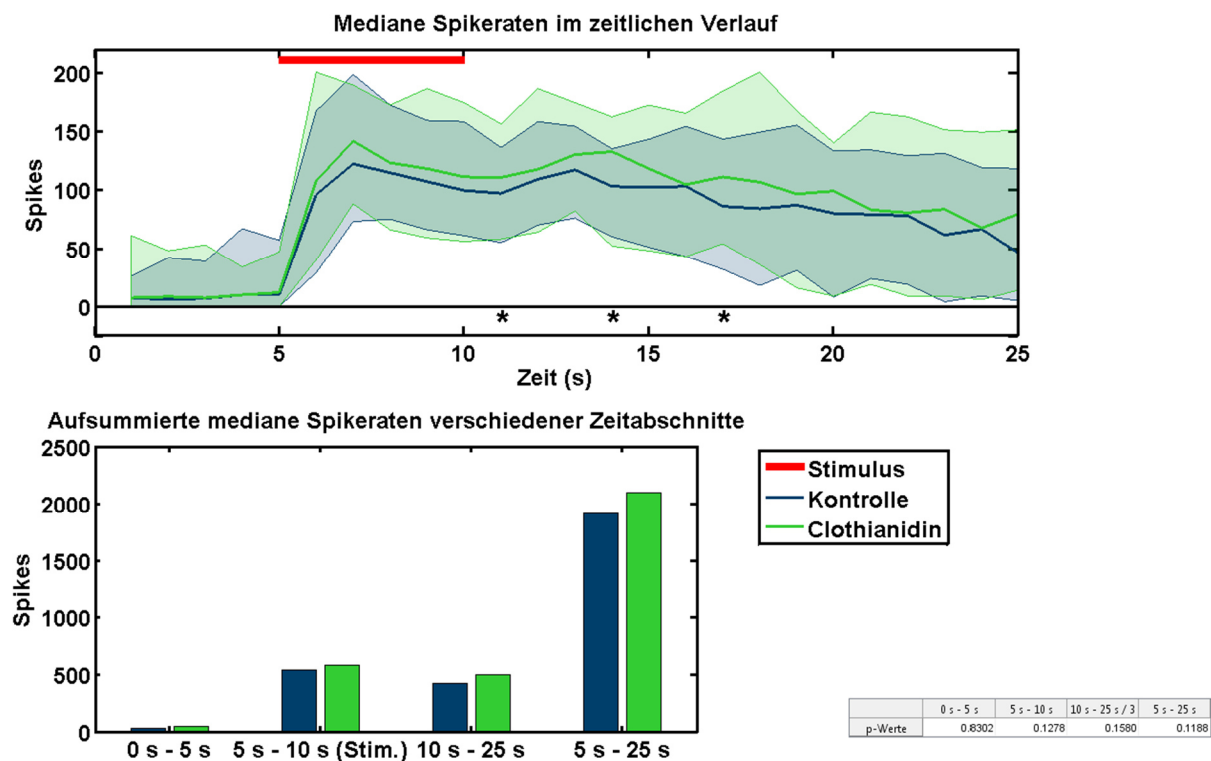 Mediane Spikeraten im zeitlichen Verlauf
200
150
100
50
0
Spikes
* * *
0 5 10 15 20 25
Zeit (s)
Aufsummierte mediane Spikeraten verschiedener Zeitabschnitte
2500
2000
1500
1000
500
0
Spikes
0 s - 5 s 5 s - 10 s (Stim.) 10 s - 25 s 5 s - 25 s
Stimulus
Kontrolle
Clothianidin
0 s - 5 s 5 s - 10 s 10 s - 25 s / 3 5 s - 25 s
p-Werte 0.8302 0.1278 0.1580 0.1188